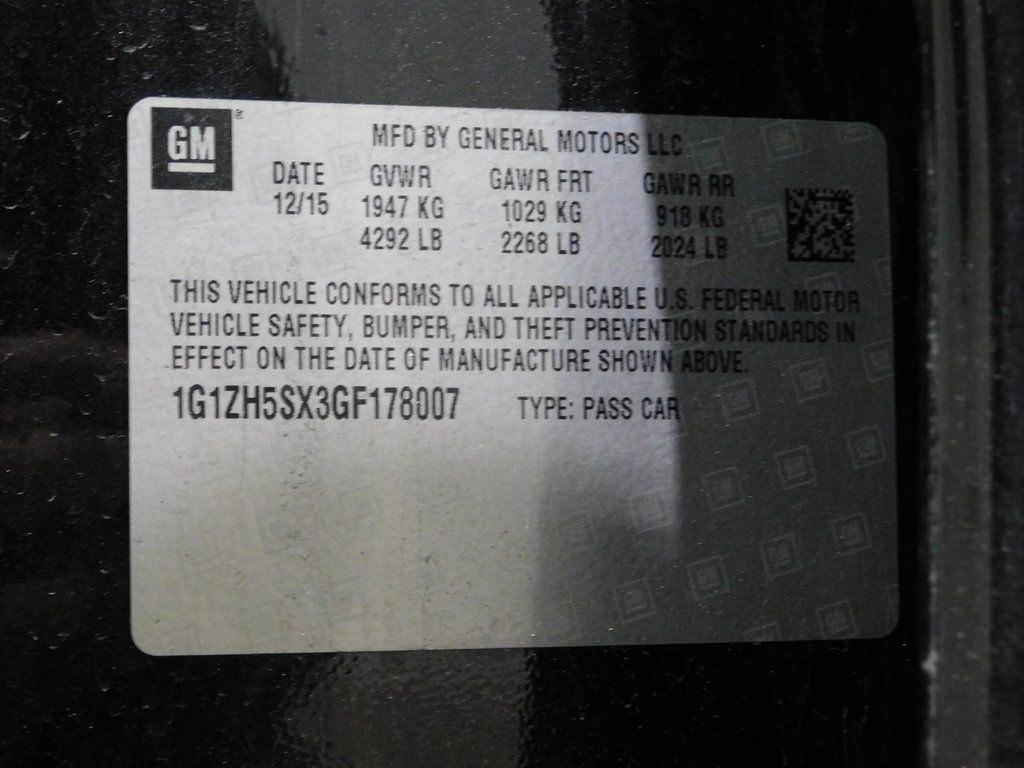 GM ®
MFD BY GENERAL MOTORS LLC
DATE GVWR GAWR FRT GAWR RR
12/15 1947 KG 1029 KG 918 KG
4292 LB 2268 LB 2024 LB
THIS VEHICLE CONFORMS TO ALL APPLICABLE U.S. FEDERAL MOTOR
VEHICLE SAFETY, BUMPER, AND THEFT PREVENTION STANDARDS IN
EFFECT ON THE DATE OF MANUFACTURE SHOWN ABOVE.
1G1ZH5SX3GF178007 TYPE: PASS CAR